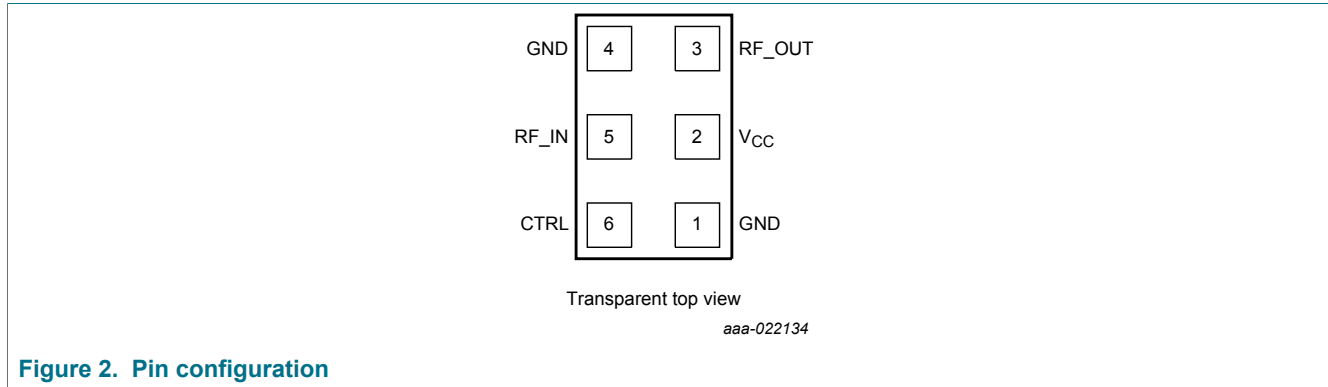 GND 4 3 RF_OUT
RF_IN 5 2 VCC
CTRL 6 1 GND
Transparent top view
aaa-022134
Figure 2. Pin configuration